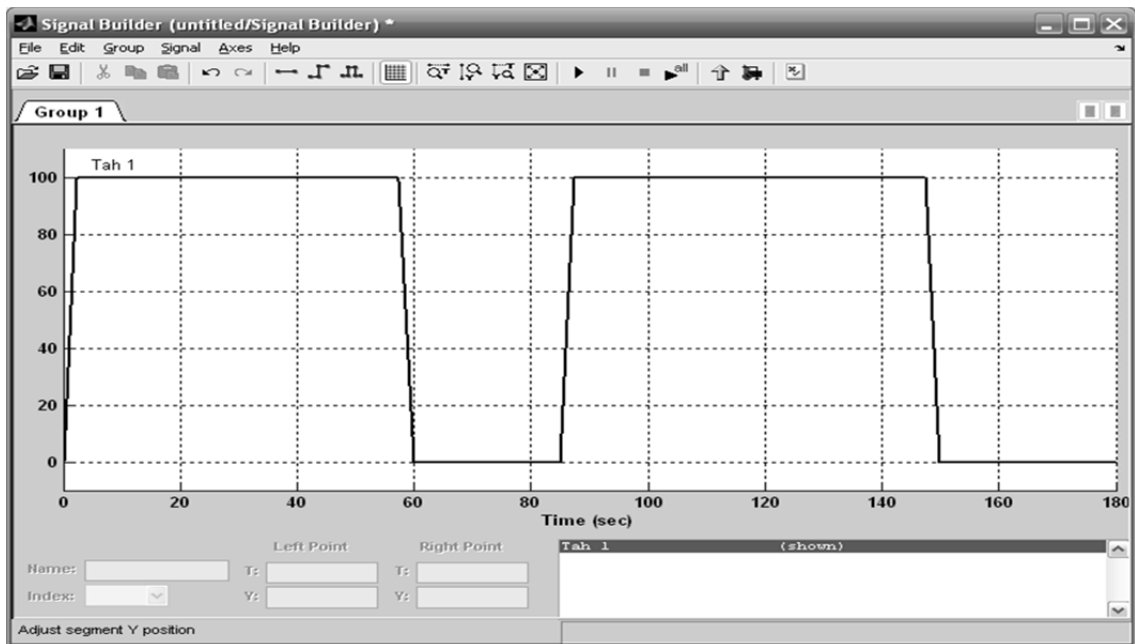 Signal Builder (untitled/Signal Builder) *
File Edit Group Signal Axes Help
all
Group 1
Tah 1
100
80
60
40
20
0
0 20 40 60 80 100 120 140 160 180
Time (sec)
Left Point Right Point
Name: T: T:
Index: Y: Y:
Tah 1 (shown)
Adjust segment Y position